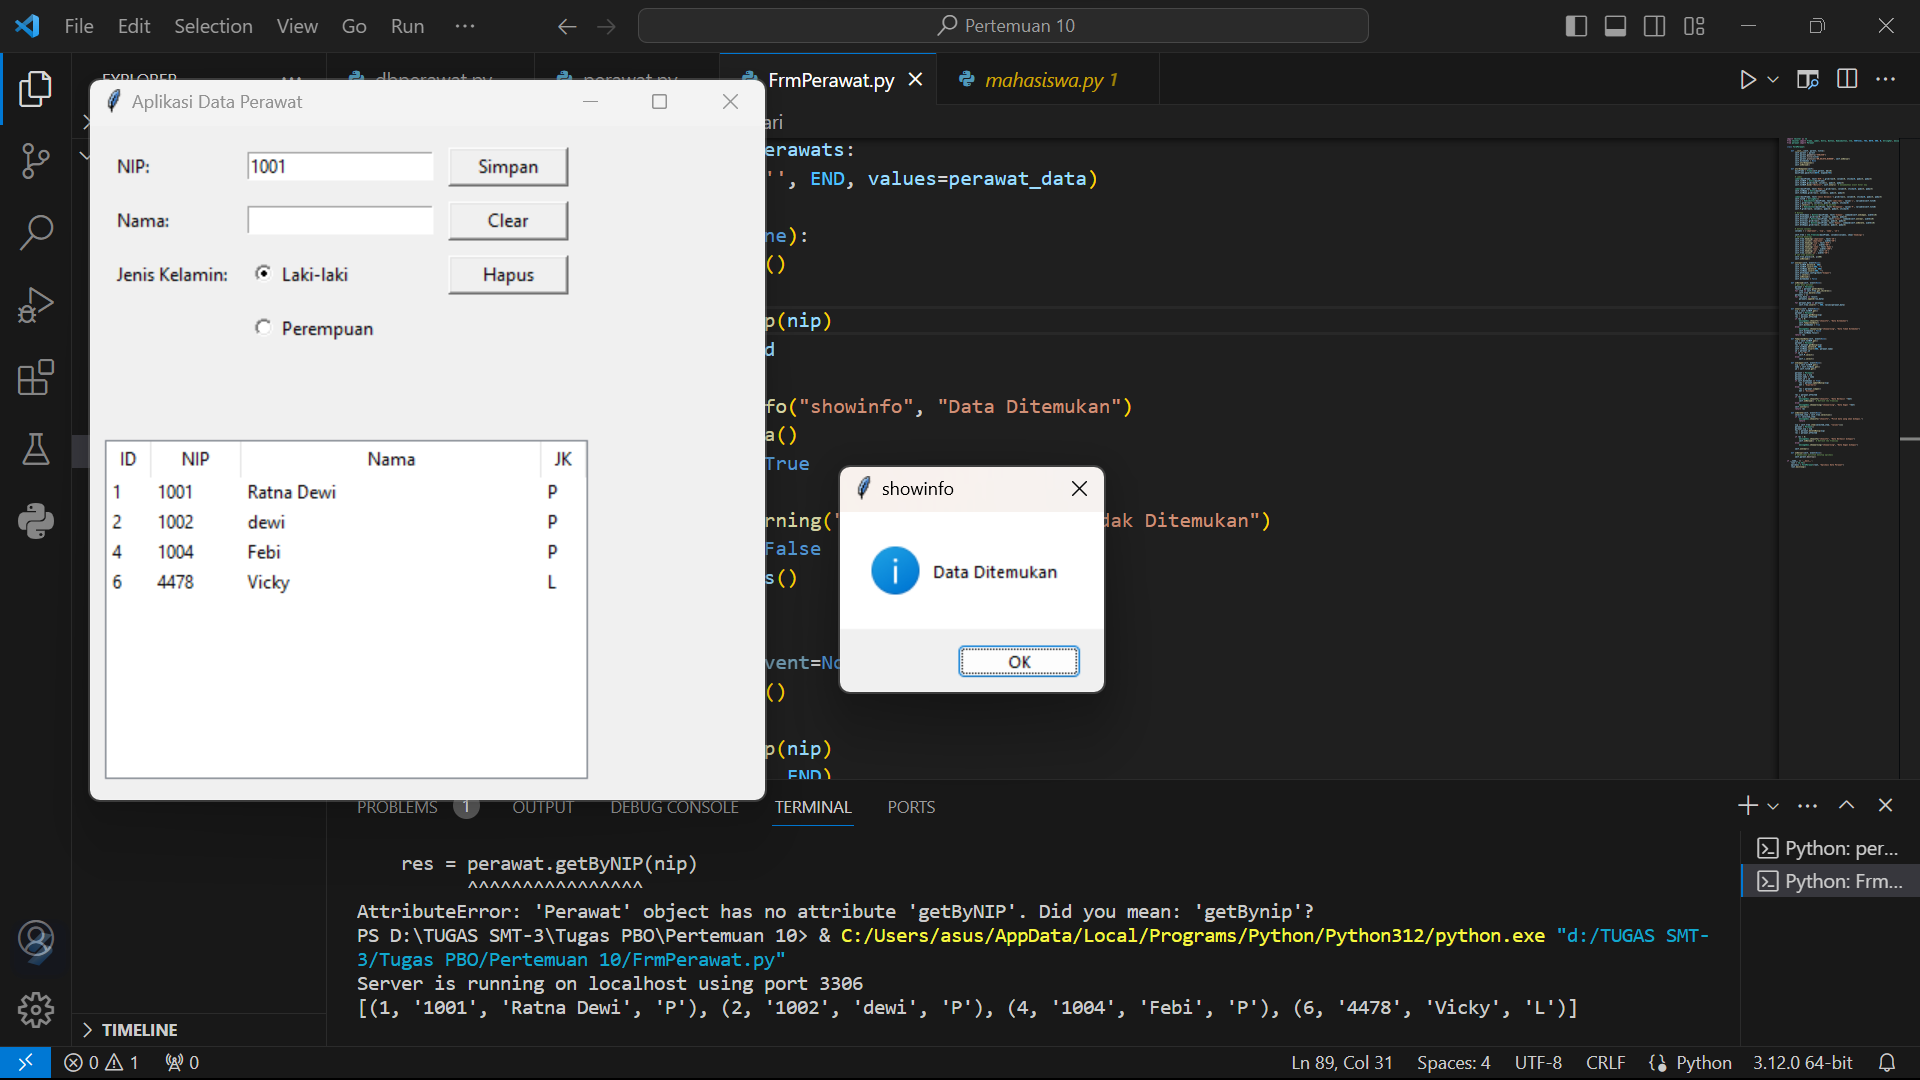 File Edit Selection View Go Run ··· Pertemuan 10
EXPLORER ··· dbperawat.py perawat.py FrmPerawat.py mahasiswa.py 1
Aplikasi Data Perawat
NIP: 1001 Simpan
Nama: Clear
Jenis Kelamin: Laki-laki Hapus
Perempuan
ID NIP Nama JK
1 1001 Ratna Dewi P
2 1002 dewi P
4 1004 Febi P
6 4478 Vicky L
ari
erawats:
'', END, values=perawat_data)
ne):
()
p(nip)
d
fo("showinfo", "Data Ditemukan")
a()
True
rning(" dak Ditemukan")
False
s()
vent=No
()
p(nip)
END)
showinfo
Data Ditemukan
OK
PROBLEMS 1 OUTPUT DEBUG CONSOLE TERMINAL PORTS
res = perawat.getByNIP(nip)
^^^^^^^^^^^^^^^^
AttributeError: 'Perawat' object has no attribute 'getByNIP'. Did you mean: 'getBynip'?
PS D:\TUGAS SMT-3\Tugas PBO\Pertemuan 10> & C:/Users/asus/AppData/Local/Programs/Python/Python312/python.exe "d:/TUGAS SMT-
3/Tugas PBO/Pertemuan 10/FrmPerawat.py"
Server is running on localhost using port 3306
[(1, '1001', 'Ratna Dewi', 'P'), (2, '1002', 'dewi', 'P'), (4, '1004', 'Febi', 'P'), (6, '4478', 'Vicky', 'L')]
Python: per...
Python: Frm...
TIMELINE
0 1 0 Ln 89, Col 31 Spaces: 4 UTF-8 CRLF Python 3.12.0 64-bit